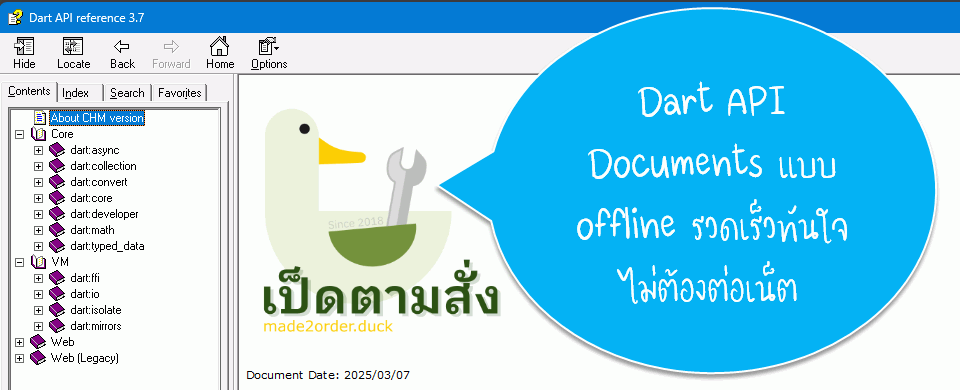 Dart API reference 3.7
Hide Locate Back Forward Home Options
Contents Index Search Favorites
About CHM version
Core
dart:async
dart:collection
dart:convert
dart:core
dart:developer
dart:math
dart:typed_data
VM
dart:ffi
dart:io
dart:isolate
dart:mirrors
Web
Web (Legacy)
Since 2018
เป็ดตามสั่ง
made2order.duck
Document Date: 2025/03/07
Dart API
Documents แบบ
offline รวดเร็วทันใจ
ไม่ต้องต่อเน็ต